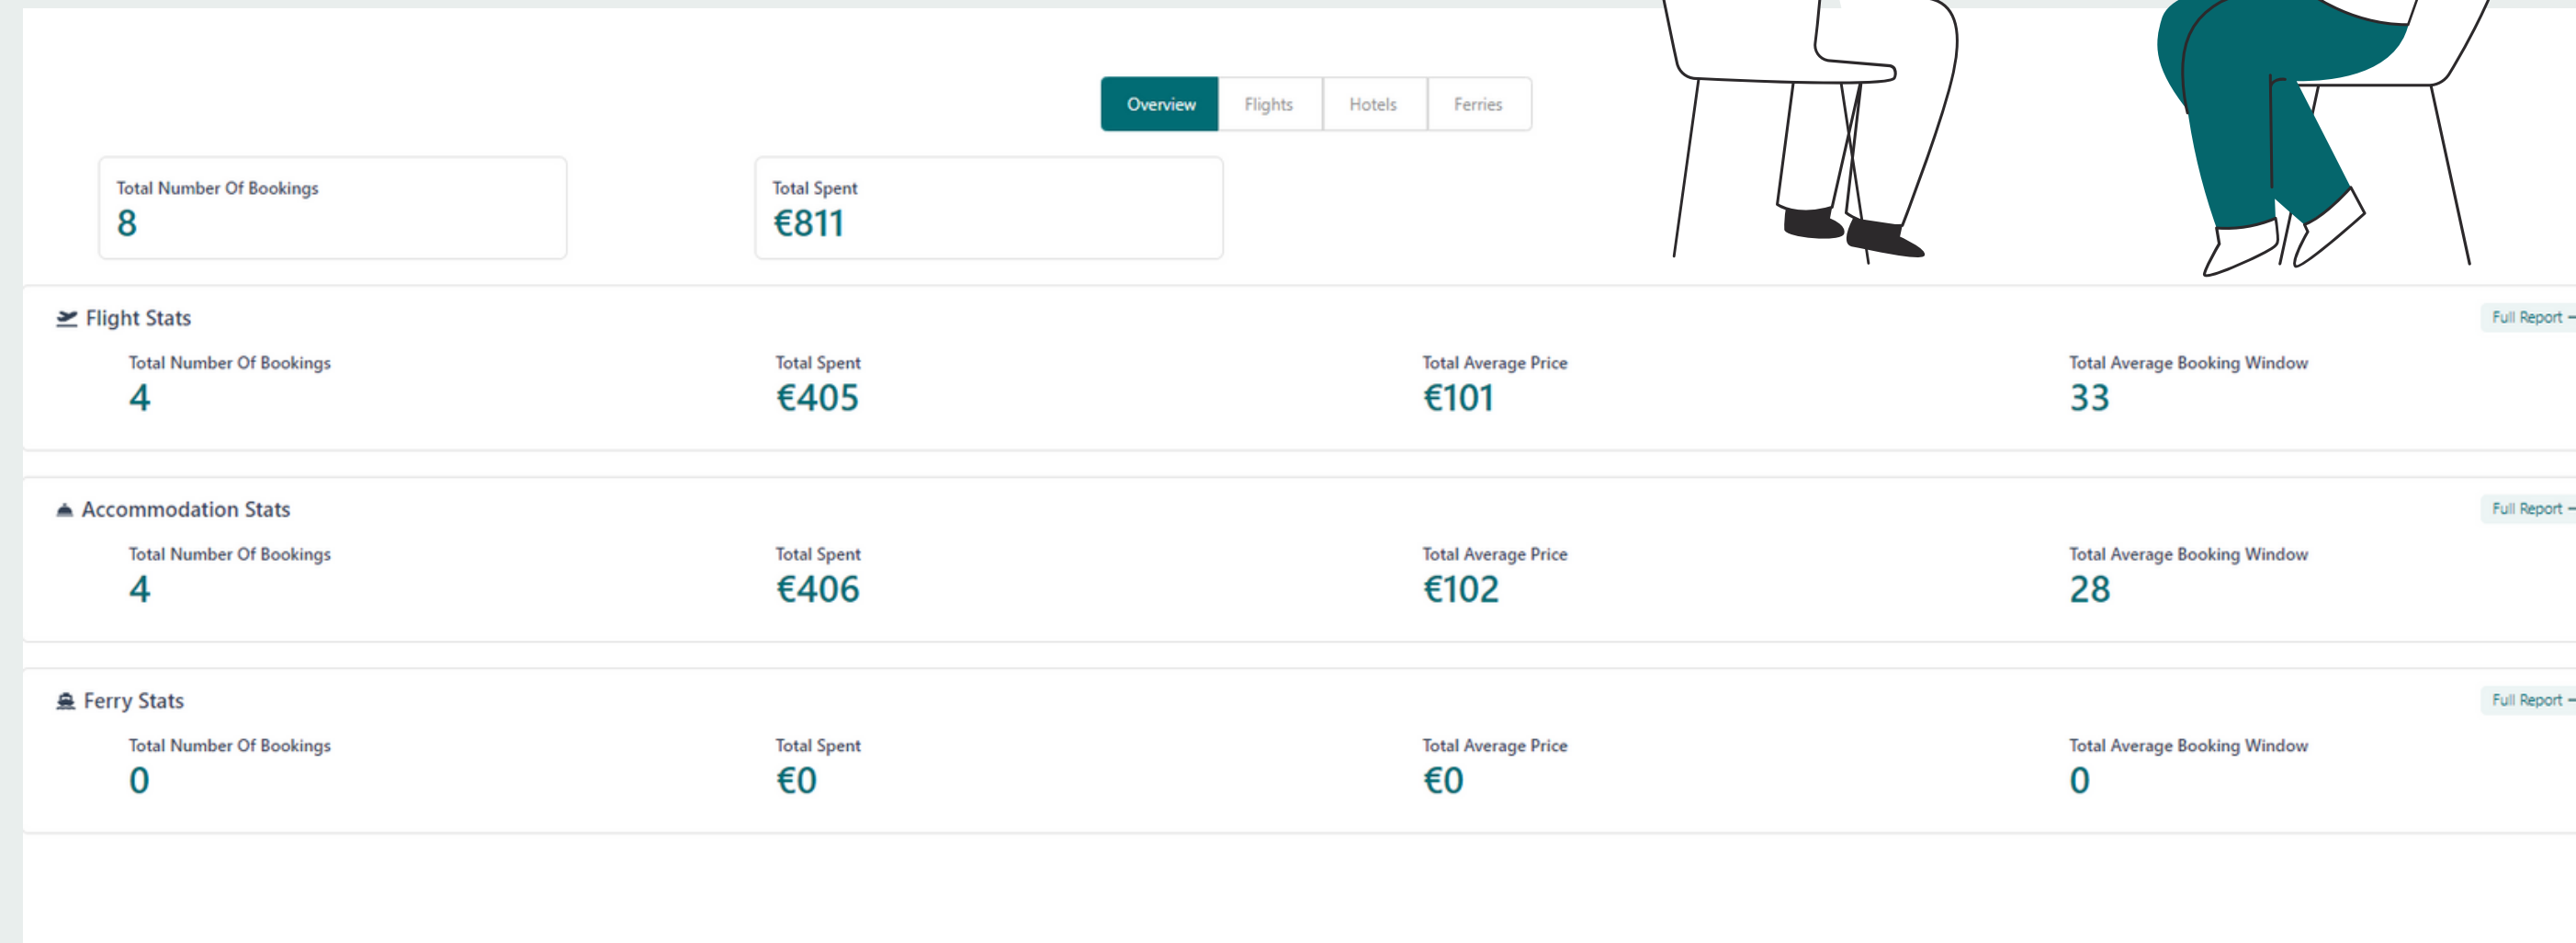 Overview Flights Hotels Ferries
Total Number Of Bookings Total Spent
8 €811
Flight Stats Full Report
Total Number Of Bookings Total Spent Total Average Price Total Average Booking Window
4 €405 €101 33
Accommodation Stats Full Report
Total Number Of Bookings Total Spent Total Average Price Total Average Booking Window
4 €406 €102 28
Ferry Stats Full Report
Total Number Of Bookings Total Spent Total Average Price Total Average Booking Window
0 €0 €0 0